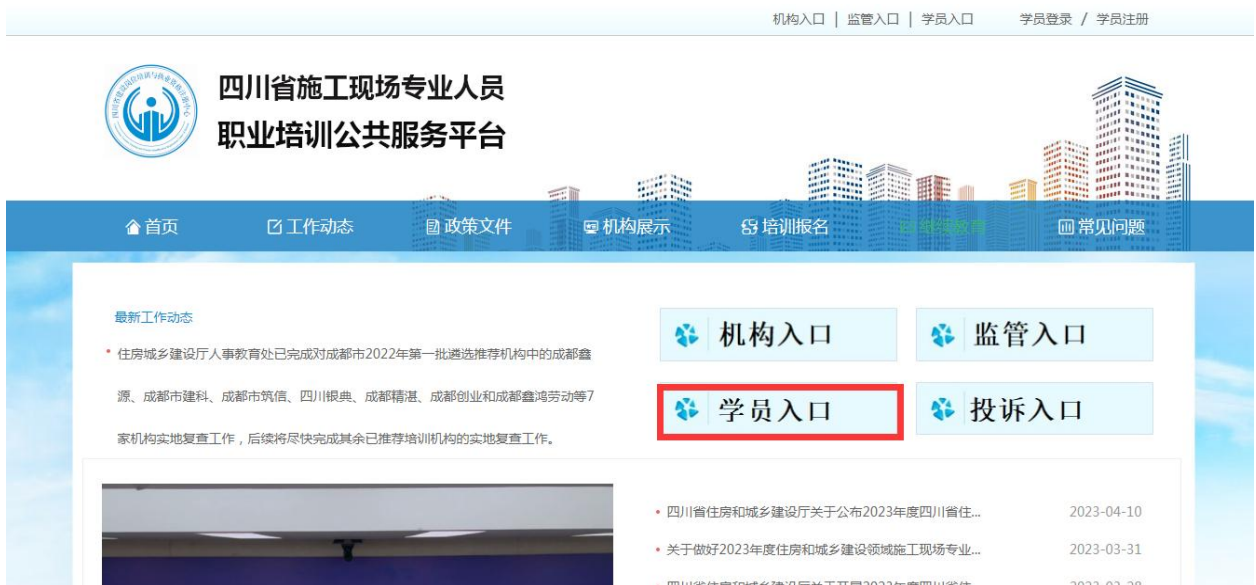 机构入口 | 监管入口 | 学员入口 学员登录 / 学员注册
四川省施工现场专业人员
职业培训公共服务平台
首页 工作动态 政策文件 机构展示 培训报名 继续教育 常见问题
最新工作动态
机构入口 监管入口
住房城乡建设厅人事教育处已完成对成都市2022年第一批遴选推荐机构中的成都鑫
源、成都市建科、成都市筑信、四川银典、成都精湛、成都创业和成都鑫鸿劳动等7
家机构实地复查工作，后续将尽快完成其余已推荐培训机构的实地复查工作。
学员入口 投诉入口
四川省住房和城乡建设厅关于公布2023年度四川省住... 2023-04-10
关于做好2023年度住房和城乡建设领域施工现场专业... 2023-03-31